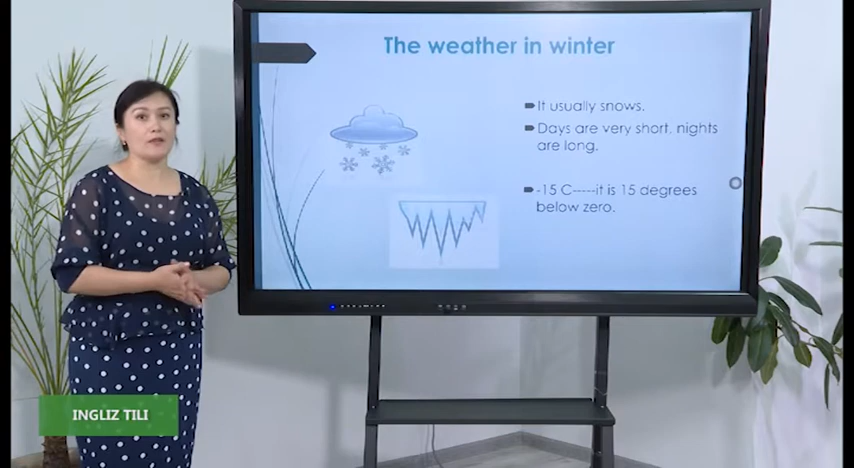 The weather in winter
It usually snows.
Days are very short, nights
are long.
-15 C-----it is 15 degrees
below zero.
INGLIZ TILI